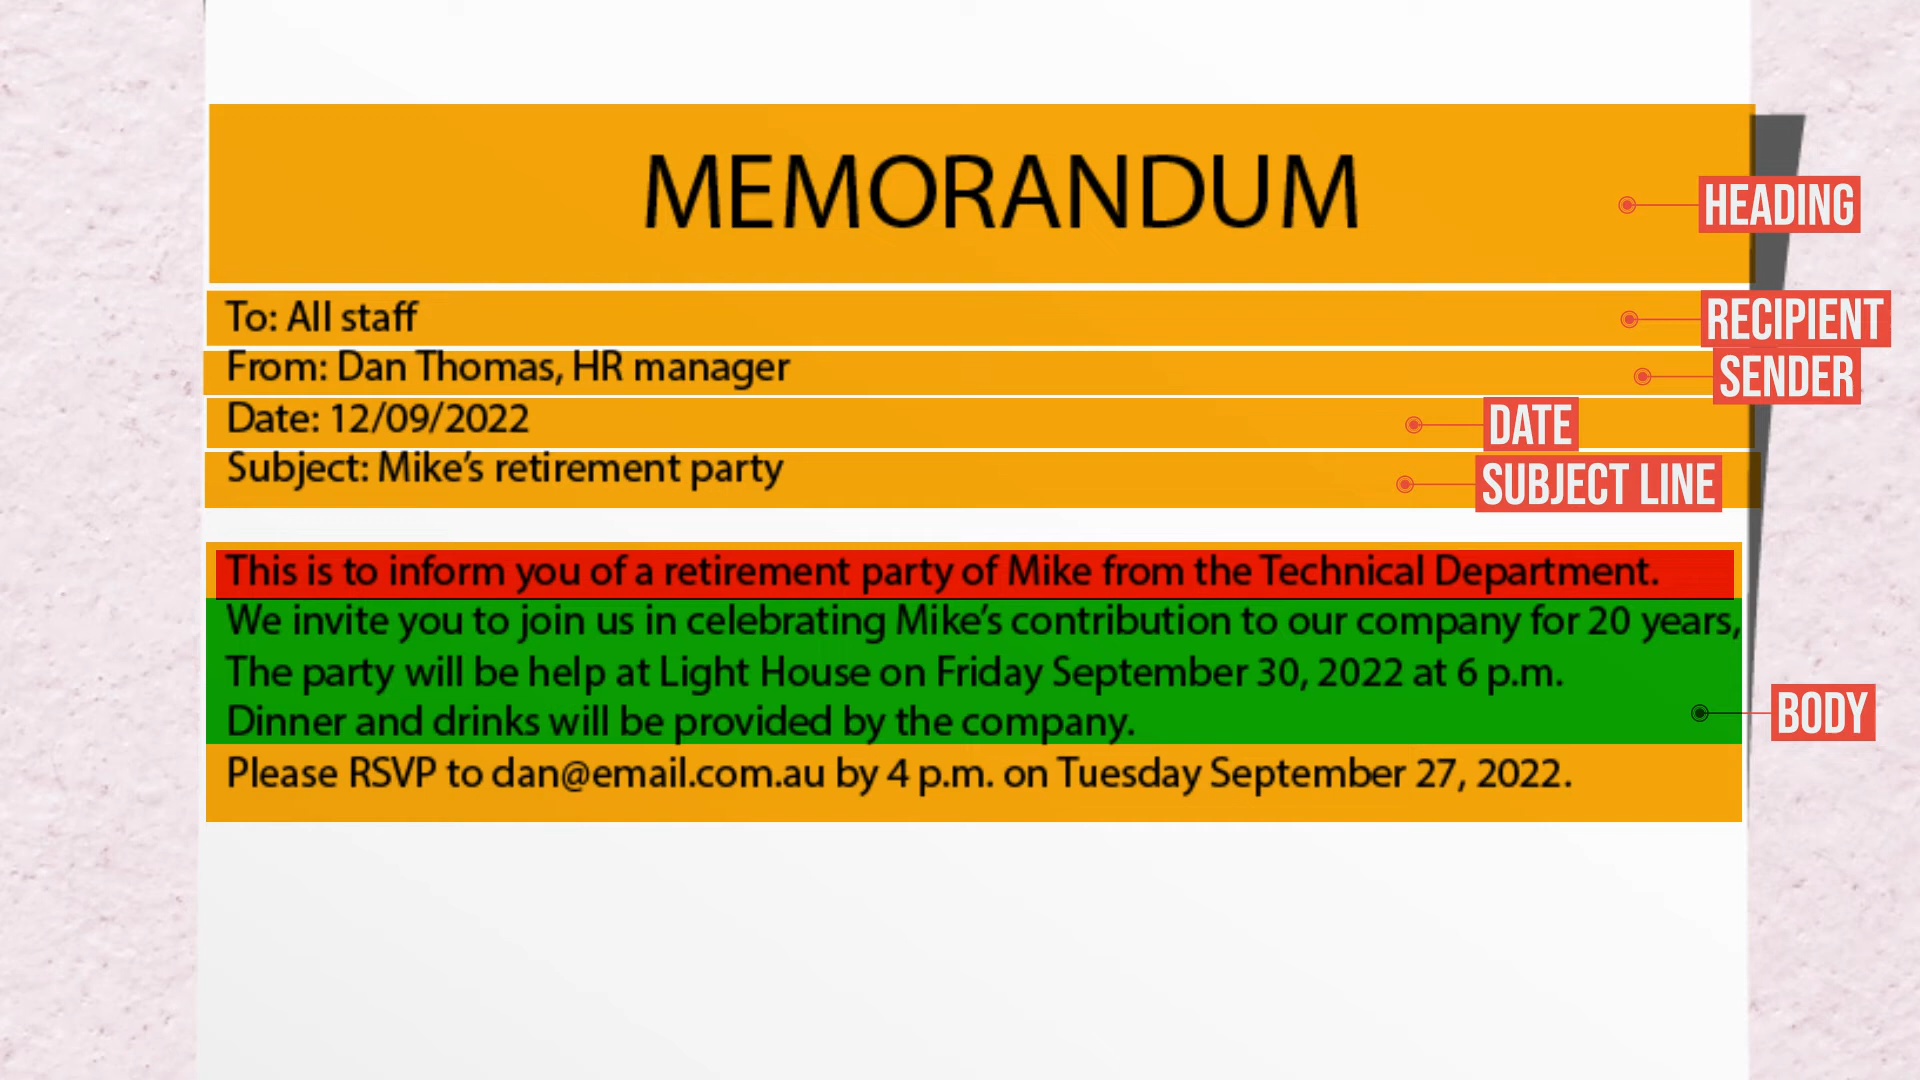 MEMORANDUM
HEADING
To: All staff
RECIPIENT
From: Dan Thomas, HR manager
SENDER
Date: 12/09/2022
DATE
Subject: Mike's retirement party
SUBJECT LINE
This is to inform you of a retirement party of Mike from the Technical Department.
We invite you to join us in celebrating Mike's contribution to our company for 20 years,
The party will be help at Light House on Friday September 30, 2022 at 6 p.m.
Dinner and drinks will be provided by the company.
BODY
Please RSVP to dan@email.com.au by 4 p.m. on Tuesday September 27, 2022.